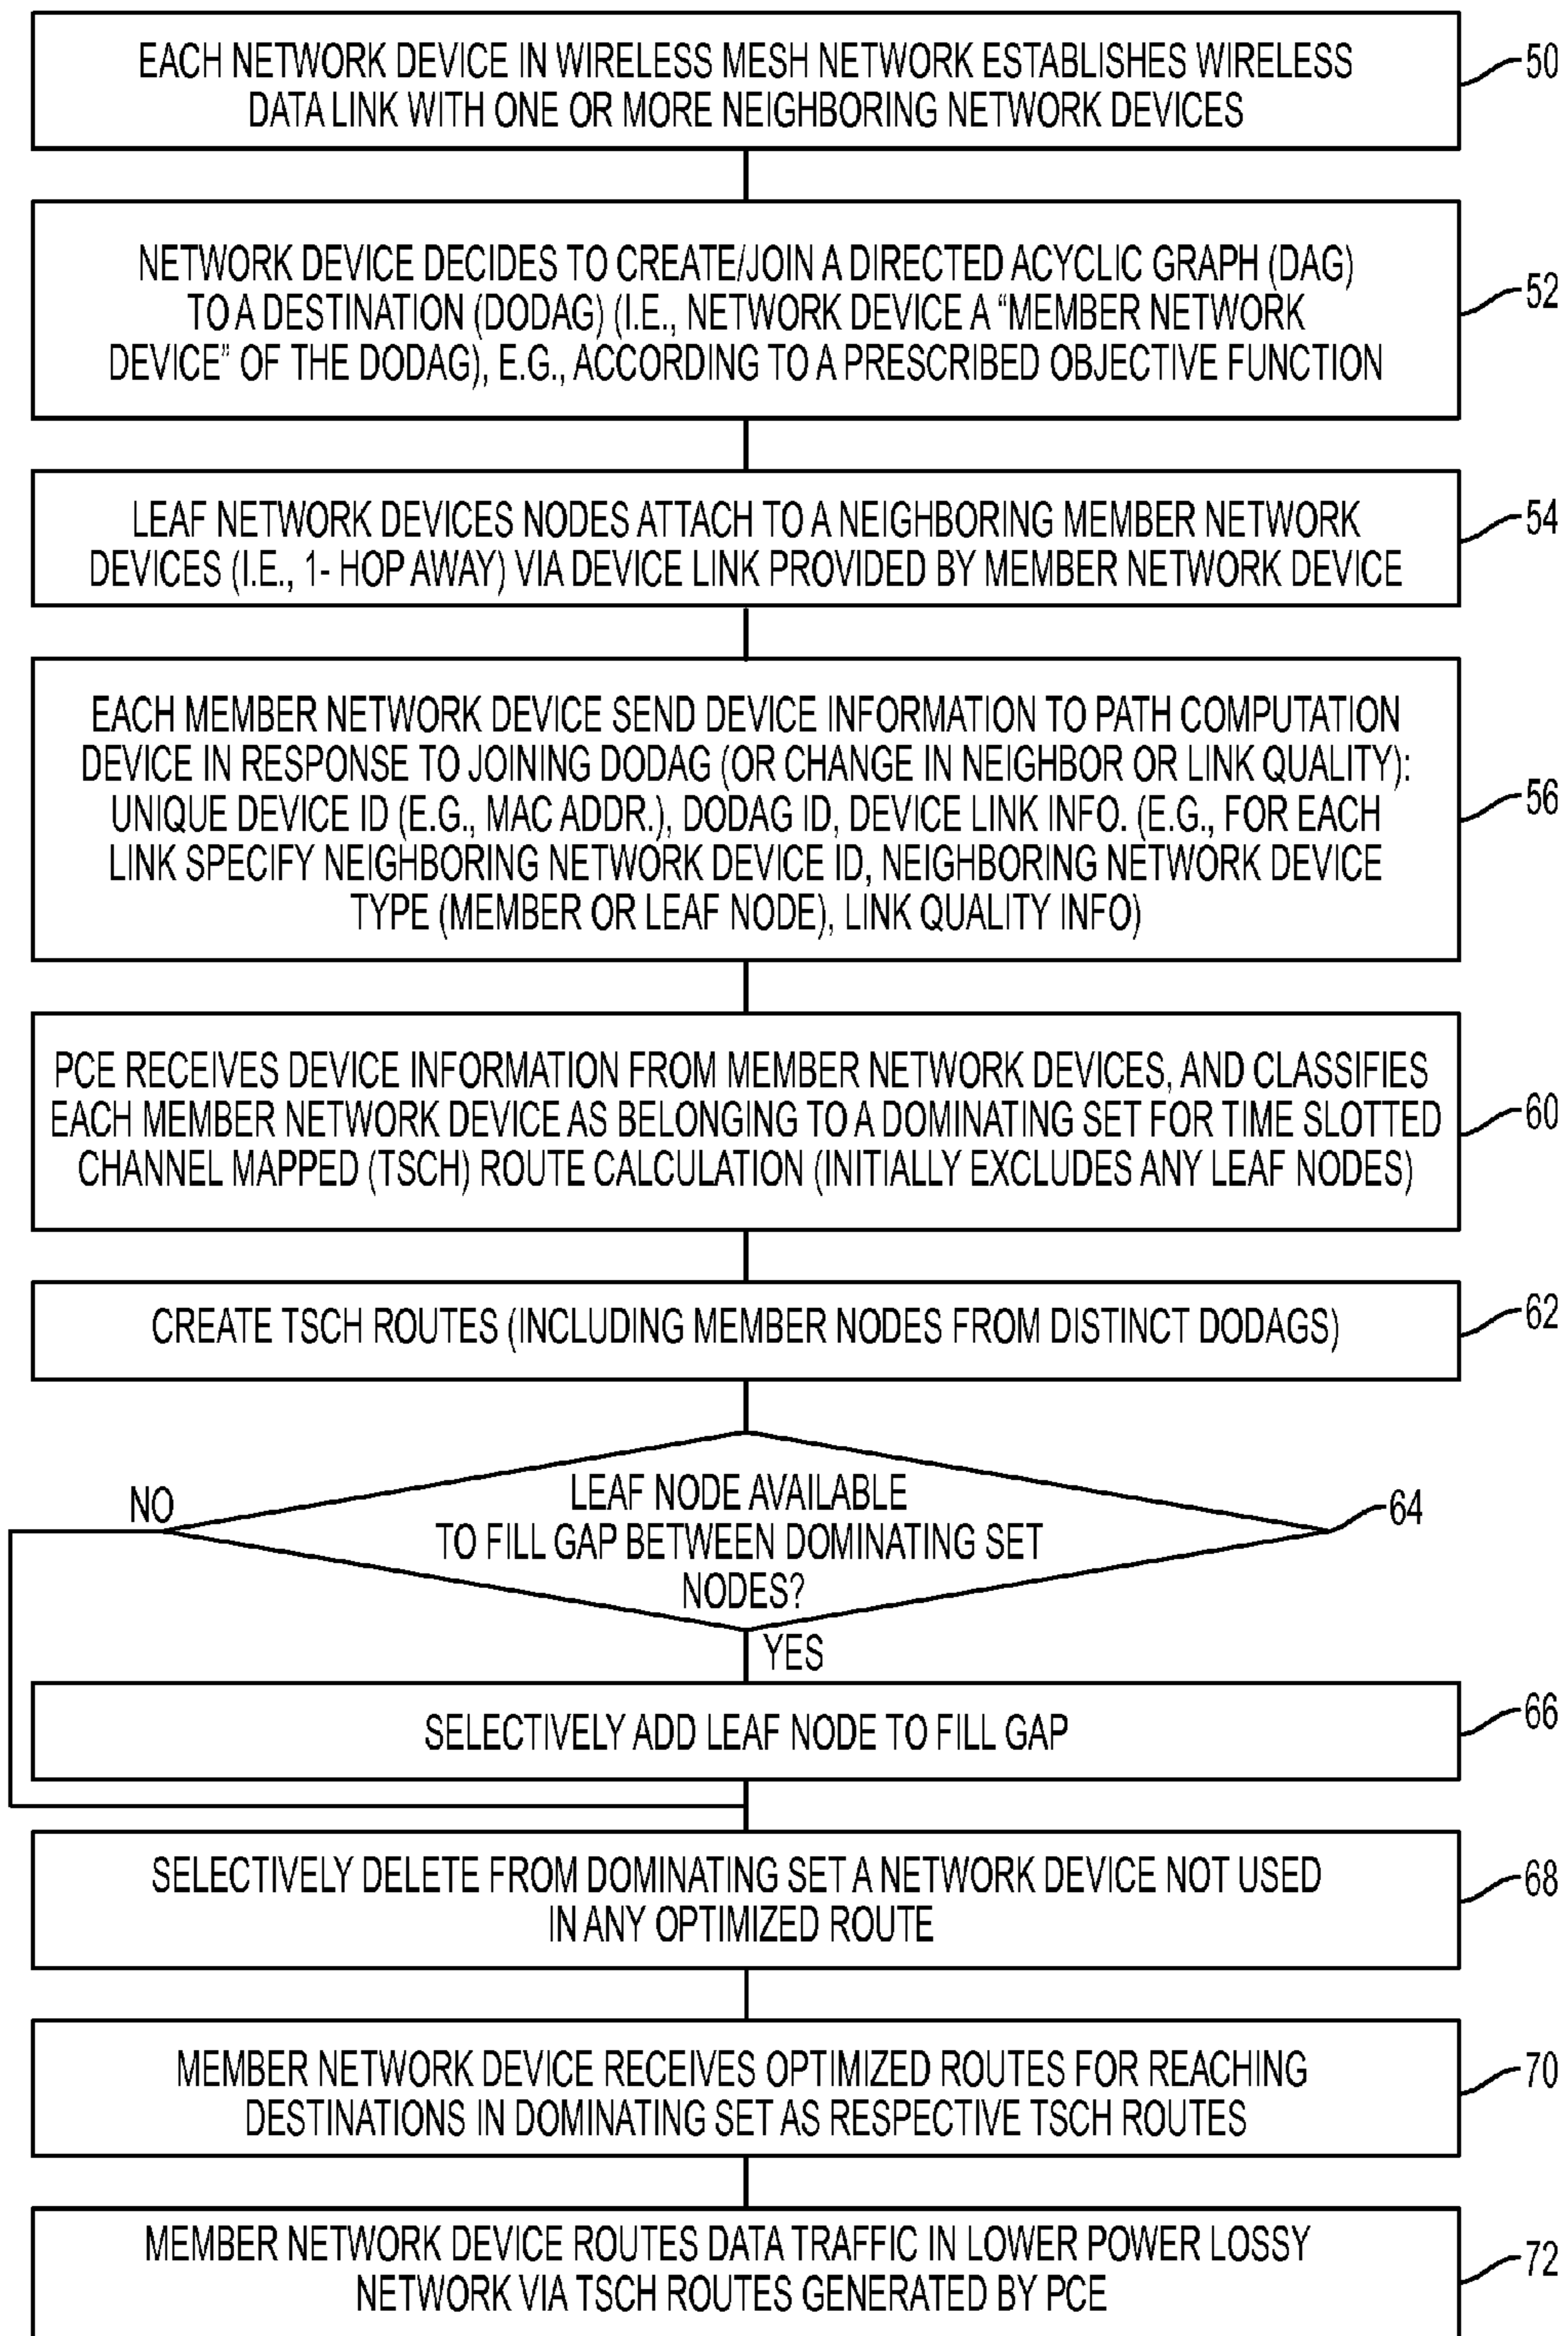 EACH NETWORK DEVICE IN WIRELESS MESH NETWORK ESTABLISHES WIRELESS
DATA LINK WITH ONE OR MORE NEIGHBORING NETWORK DEVICES
50
NETWORK DEVICE DECIDES TO CREATE/JOIN A DIRECTED ACYCLIC GRAPH (DAG)
TO A DESTINATION (DODAG) (I.E., NETWORK DEVICE A “MEMBER NETWORK
DEVICE” OF THE DODAG), E.G., ACCORDING TO A PRESCRIBED OBJECTIVE FUNCTION
52
LEAF NETWORK DEVICES NODES ATTACH TO A NEIGHBORING MEMBER NETWORK
DEVICES (I.E., 1- HOP AWAY) VIA DEVICE LINK PROVIDED BY MEMBER NETWORK DEVICE
54
EACH MEMBER NETWORK DEVICE SEND DEVICE INFORMATION TO PATH COMPUTATION
DEVICE IN RESPONSE TO JOINING DODAG (OR CHANGE IN NEIGHBOR OR LINK QUALITY):
UNIQUE DEVICE ID (E.G., MAC ADDR.), DODAG ID, DEVICE LINK INFO. (E.G., FOR EACH
LINK SPECIFY NEIGHBORING NETWORK DEVICE ID, NEIGHBORING NETWORK DEVICE
TYPE (MEMBER OR LEAF NODE), LINK QUALITY INFO)
56
PCE RECEIVES DEVICE INFORMATION FROM MEMBER NETWORK DEVICES, AND CLASSIFIES
EACH MEMBER NETWORK DEVICE AS BELONGING TO A DOMINATING SET FOR TIME SLOTTED
CHANNEL MAPPED (TSCH) ROUTE CALCULATION (INITIALLY EXCLUDES ANY LEAF NODES)
60
CREATE TSCH ROUTES (INCLUDING MEMBER NODES FROM DISTINCT DODAGS)
62
NO
LEAF NODE AVAILABLE
TO FILL GAP BETWEEN DOMINATING SET
NODES?
64
YES
SELECTIVELY ADD LEAF NODE TO FILL GAP
66
SELECTIVELY DELETE FROM DOMINATING SET A NETWORK DEVICE NOT USED
IN ANY OPTIMIZED ROUTE
68
MEMBER NETWORK DEVICE RECEIVES OPTIMIZED ROUTES FOR REACHING
DESTINATIONS IN DOMINATING SET AS RESPECTIVE TSCH ROUTES
70
MEMBER NETWORK DEVICE ROUTES DATA TRAFFIC IN LOWER POWER LOSSY
NETWORK VIA TSCH ROUTES GENERATED BY PCE
72